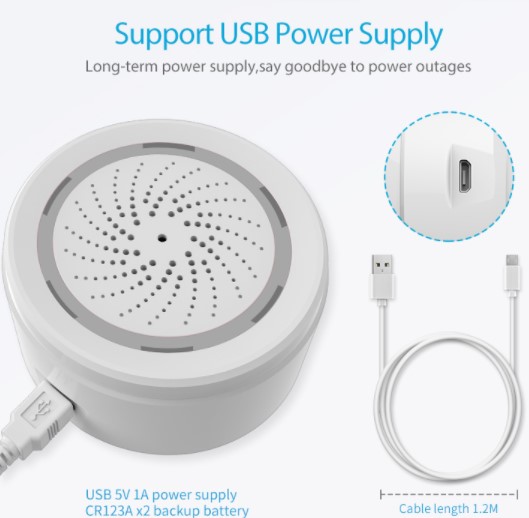 Support USB Power Supply
Long-term power supply,say goodbye to power outages
USB 5V 1A power supply
CR123A x2 backup battery
Cable length 1.2M